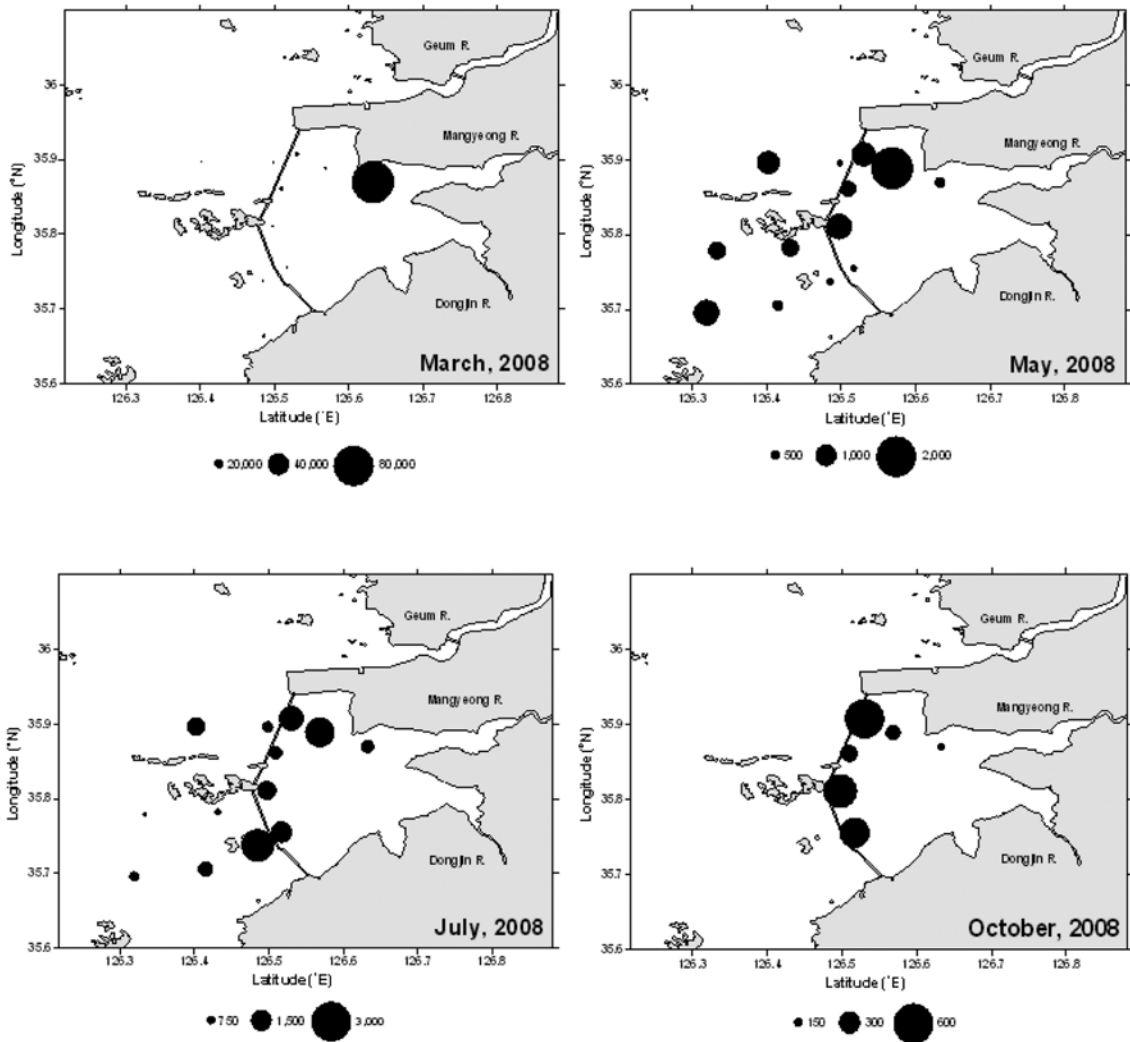 Geum R.
Mangyeong R.
Dongjin R.
36
35.9
35.8
35.7
35.6
Longitude (°N)
126.3
126.4
126.5
126.6
126.7
126.8
Latitude (°E)
March, 2008
20,000
40,000
80,000
Geum R.
Mangyeong R.
Dongjin R.
36
35.9
35.8
35.7
35.6
Longitude (°N)
126.3
126.4
126.5
126.6
126.7
126.8
Latitude (°E)
May, 2008
500
1,000
2,000
Geum R.
Mangyeong R.
Dongjin R.
36
35.9
35.8
35.7
35.6
Longitude (°N)
126.3
126.4
126.5
126.6
126.7
126.8
Latitude (°E)
July, 2008
750
1,500
3,000
Geum R.
Mangyeong R.
Dongjin R.
36
35.9
35.8
35.7
35.6
Longitude (°N)
126.3
126.4
126.5
126.6
126.7
126.8
Latitude (°E)
October, 2008
150
300
600